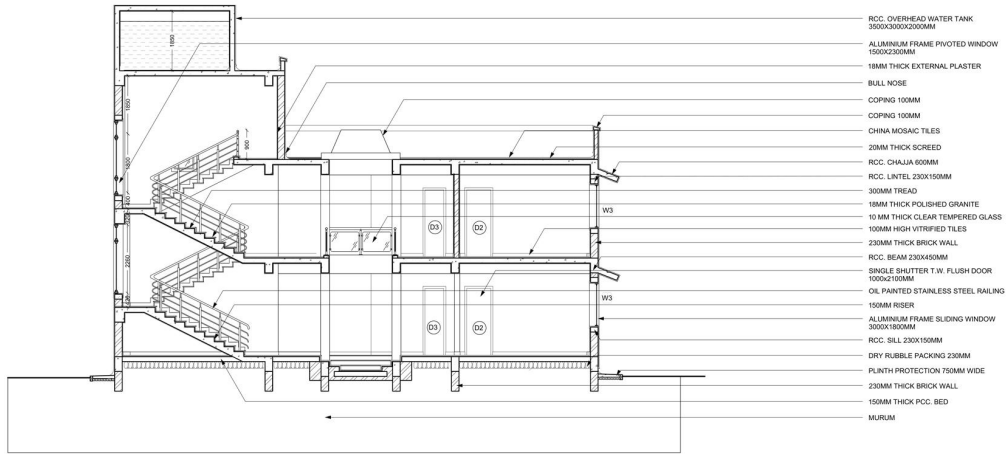 RCC. OVERHEAD WATER TANK
3500X3000X2000MM
ALUMINIUM FRAME PIVOTED WINDOW
1500X2300MM
18MM THICK EXTERNAL PLASTER
BULL NOSE
COPING 100MM
COPING 100MM
CHINA MOSAIC TILES
20MM THICK SCREED
RCC. CHAJJA 600MM
RCC. LINTEL 230X150MM
300MM TREAD
18MM THICK POLISHED GRANITE
10 MM THICK CLEAR TEMPERED GLASS
100MM HIGH VITRIFIED TILES
230MM THICK BRICK WALL
RCC. BEAM 230X450MM
SINGLE SHUTTER T.W. FLUSH DOOR
1000x2100MM
OIL PAINTED STAINLESS STEEL RAILING
150MM RISER
ALUMINIUM FRAME SLIDING WINDOW
3000X1800MM
RCC. SILL 230X150MM
DRY RUBBLE PACKING 230MM
PLINTH PROTECTION 750MM WIDE
230MM THICK BRICK WALL
150MM THICK PCC. BED
MURUM
1850
1850
900
D3
D2
W3
D3
D2
W3